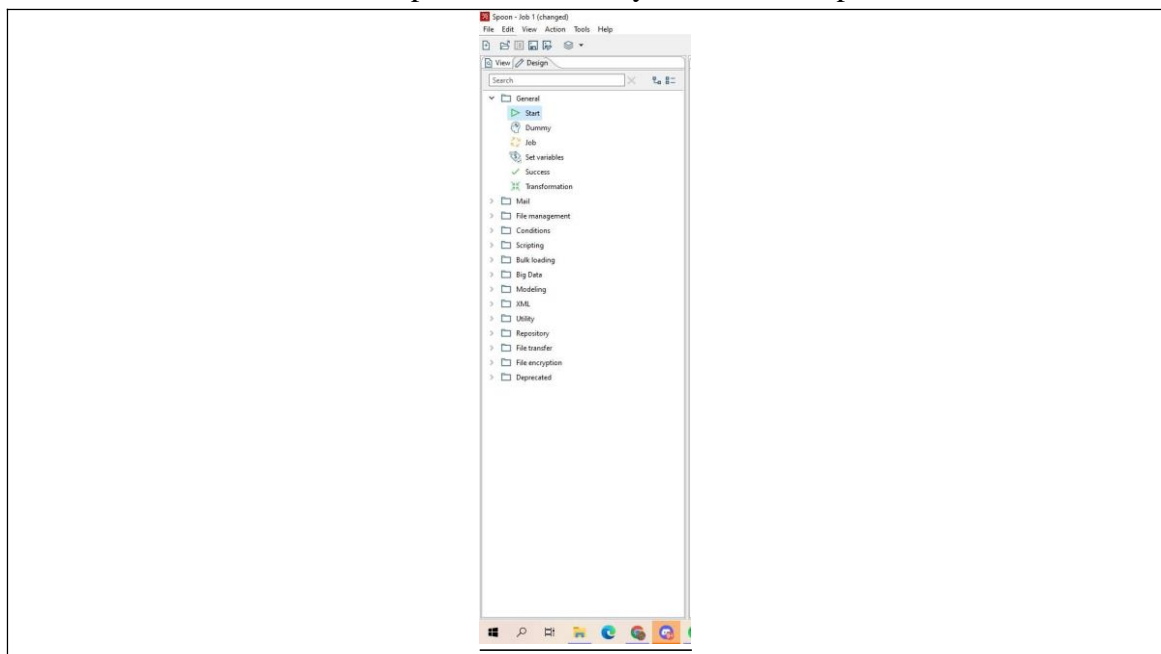 Spoon - Job 1 (changed)
File Edit View Action Tools Help
View Design
Search
General
Start
Dummy
Job
Set variables
Success
Transformation
Mail
File management
Conditions
Scripting
Bulk loading
Big Data
Modeling
XML
Utility
Repository
File transfer
File encryption
Deprecated